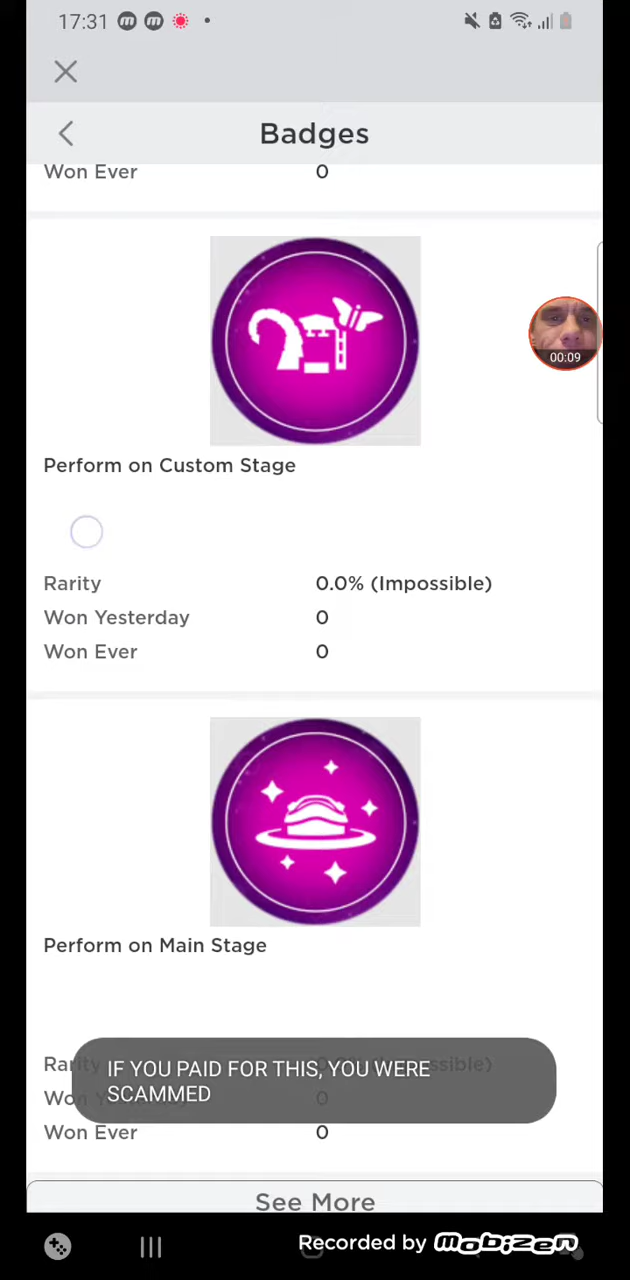 17:31
Badges
Won Ever 0
00:09
Perform on Custom Stage
Rarity 0.0% (Impossible)
Won Yesterday 0
Won Ever 0
Perform on Main Stage
IF YOU PAID FOR THIS, YOU WERE
SCAMMED
Won Ever 0
See More
Recorded by mobizen